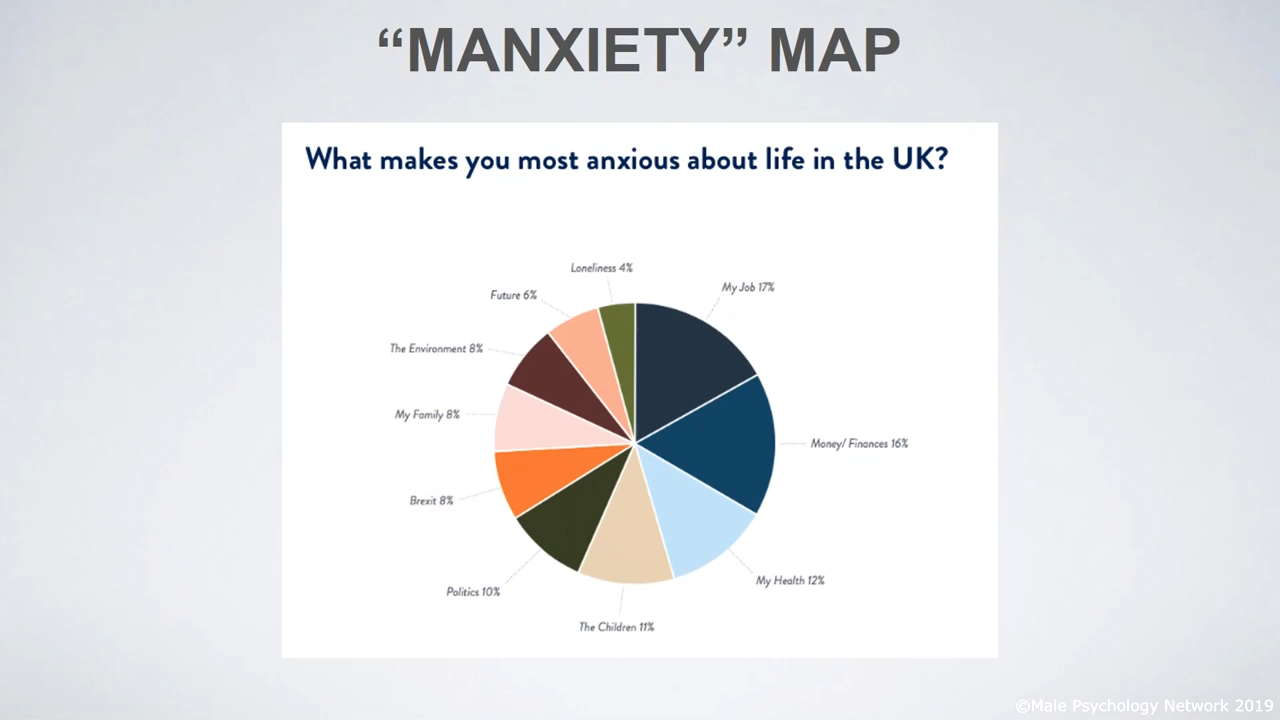 “MANXIETY” MAP
What makes you most anxious about life in the UK?
Loneliness 4%
My Job 17%
Future 6%
The Environment 8%
My Family 8%
Money/ Finances 16%
Brexit 8%
My Health 12%
Politics 10%
The Children 11%
©Male Psychology Network 2019